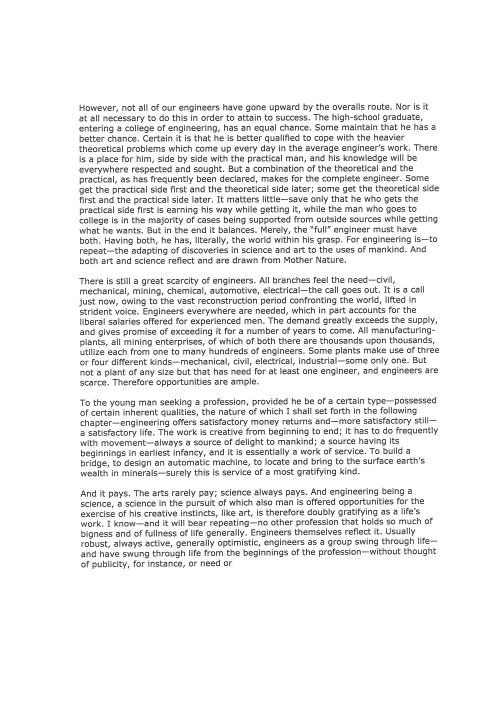 However, not all of our engineers have gone upward by the overalls route. Nor is it
at all necessary to do this in order to attain to success. The high-school graduate,
entering a college of engineering, has an equal chance. Some maintain that he has a
better chance. Certain it is that he is better qualified to cope with the heavier
theoretical problems which come up every day in the average engineer's work. There
is a place for him, side by side with the practical man, and his knowledge will be
everywhere respected and sought. But a combination of the theoretical and the
practical, as has frequently been declared, makes for the complete engineer. Some
get the practical side first and the theoretical side later; some get the theoretical side
first and the practical side later. It matters little—save only that he who gets the
practical side first is earning his way while getting it, while the man who goes to
college is in the majority of cases being supported from outside sources while getting
what he wants. But in the end it balances. Merely, the "full" engineer must have
both. Having both, he has, literally, the world within his grasp. For engineering is—to
repeat—the adapting of discoveries in science and art to the uses of mankind. And
both art and science reflect and are drawn from Mother Nature.
There is still a great scarcity of engineers. All branches feel the need—civil,
mechanical, mining, chemical, automotive, electrical—the call goes out. It is a call
just now, owing to the vast reconstruction period confronting the world, lifted in
strident voice. Engineers everywhere are needed, which in part accounts for the
liberal salaries offered for experienced men. The demand greatly exceeds the supply,
and gives promise of exceeding it for a number of years to come. All manufacturing-
plants, all mining enterprises, of which of both there are thousands upon thousands,
utilize each from one to many hundreds of engineers. Some plants make use of three
or four different kinds—mechanical, civil, electrical, industrial—some only one. But
not a plant of any size but that has need for at least one engineer, and engineers are
scarce. Therefore opportunities are ample.
To the young man seeking a profession, provided he be of a certain type—possessed
of certain inherent qualities, the nature of which I shall set forth in the following
chapter—engineering offers satisfactory money returns and—more satisfactory still—
a satisfactory life. The work is creative from beginning to end; it has to do frequently
with movement—always a source of delight to mankind; a source having its
beginnings in earliest infancy, and it is essentially a work of service. To build a
bridge, to design an automatic machine, to locate and bring to the surface earth's
wealth in minerals—surely this is service of a most gratifying kind.
And it pays. The arts rarely pay; science always pays. And engineering being a
science, a science in the pursuit of which also man is offered opportunities for the
exercise of his creative instincts, like art, is therefore doubly gratifying as a life's
work. I know—and it will bear repeating—no other profession that holds so much of
bigness and of fullness of life generally. Engineers themselves reflect it. Usually
robust, always active, generally optimistic, engineers as a group swing through life—
and have swung through life from the beginnings of the profession—without thought
of publicity, for instance, or need or